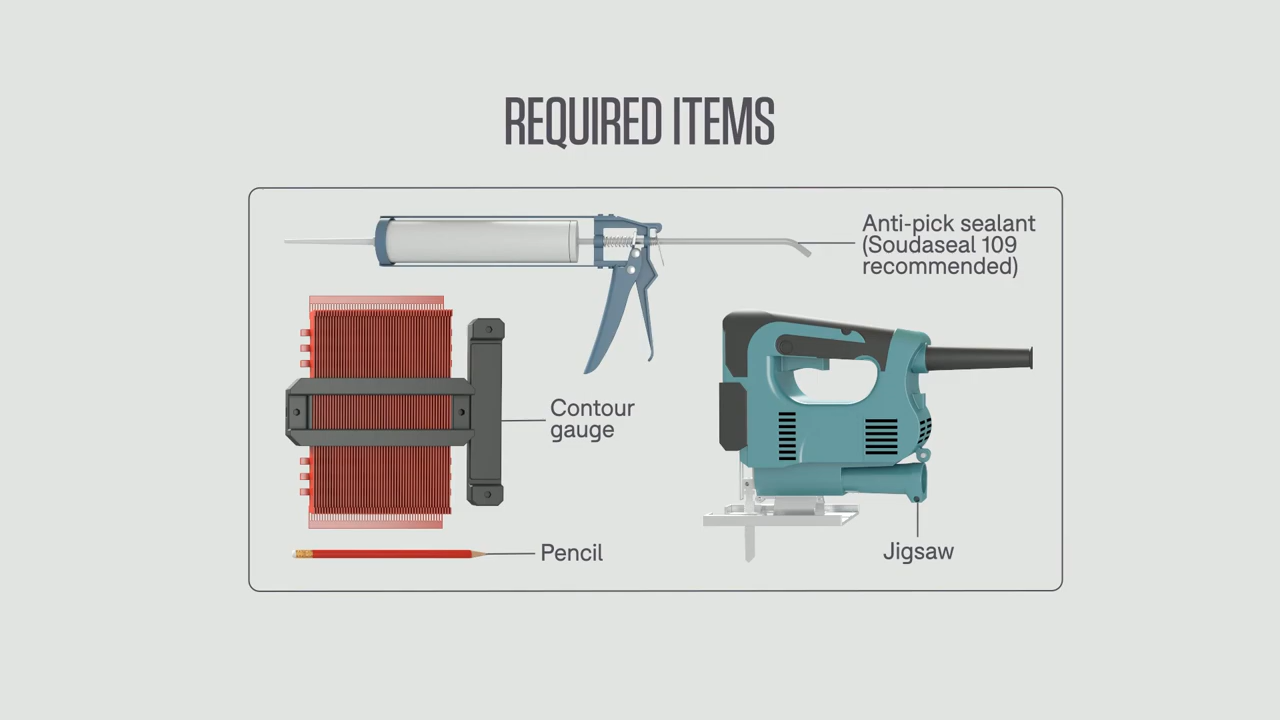 REQUIRED ITEMS
Anti-pick sealant
(Soudaseal 109
recommended)
Contour
gauge
Pencil
Jigsaw